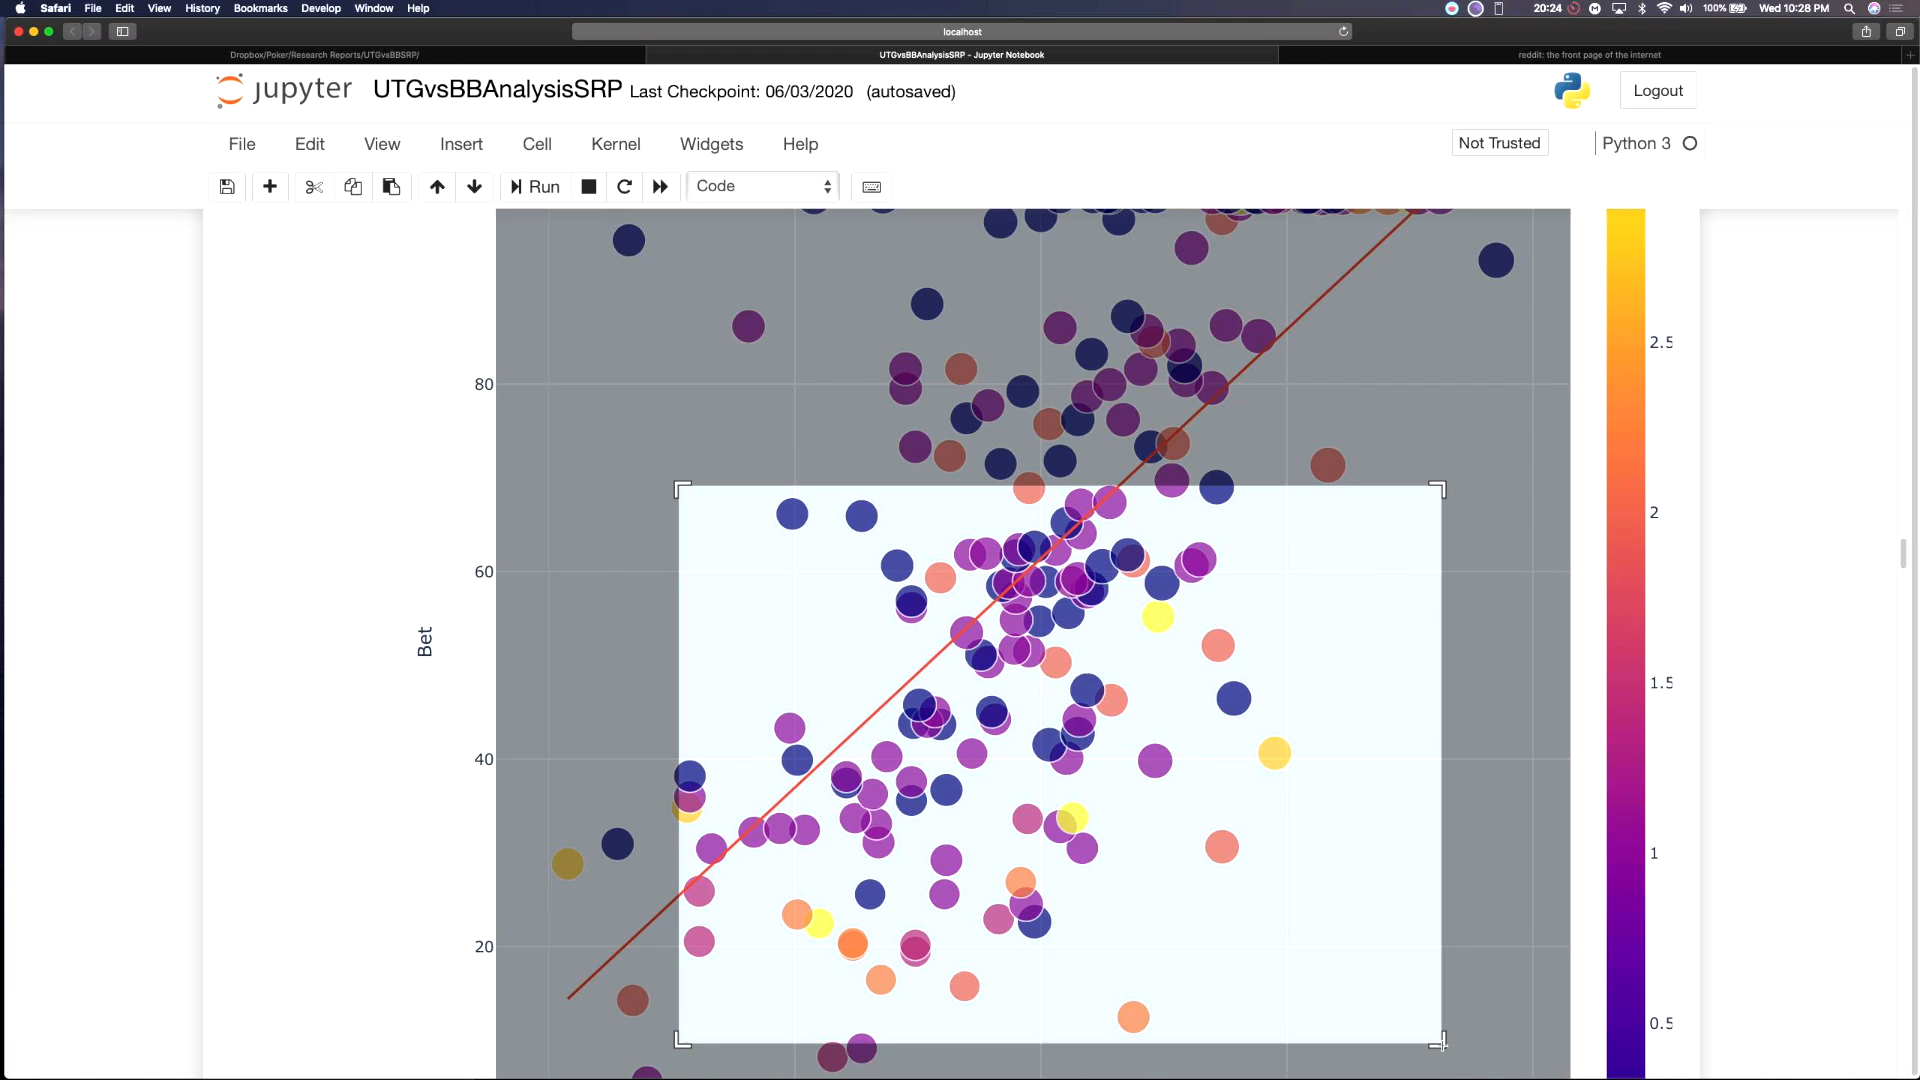 Safari File Edit View History Bookmarks Develop Window Help 20:24 100% Wed 10:28 PM
localhost
Dropbox/Poker/Research Reports/UTGvsBBSRP/ UTGvsBBAnalysisSRP - Jupyter Notebook reddit: the front page of the internet
jupyter UTGvsBBAnalysisSRP Last Checkpoint: 06/03/2020 (autosaved) Logout
File Edit View Insert Cell Kernel Widgets Help Not Trusted Python 3
Run Code
2.5
80
2
60
Bet
1.5
40
1
20
0.5